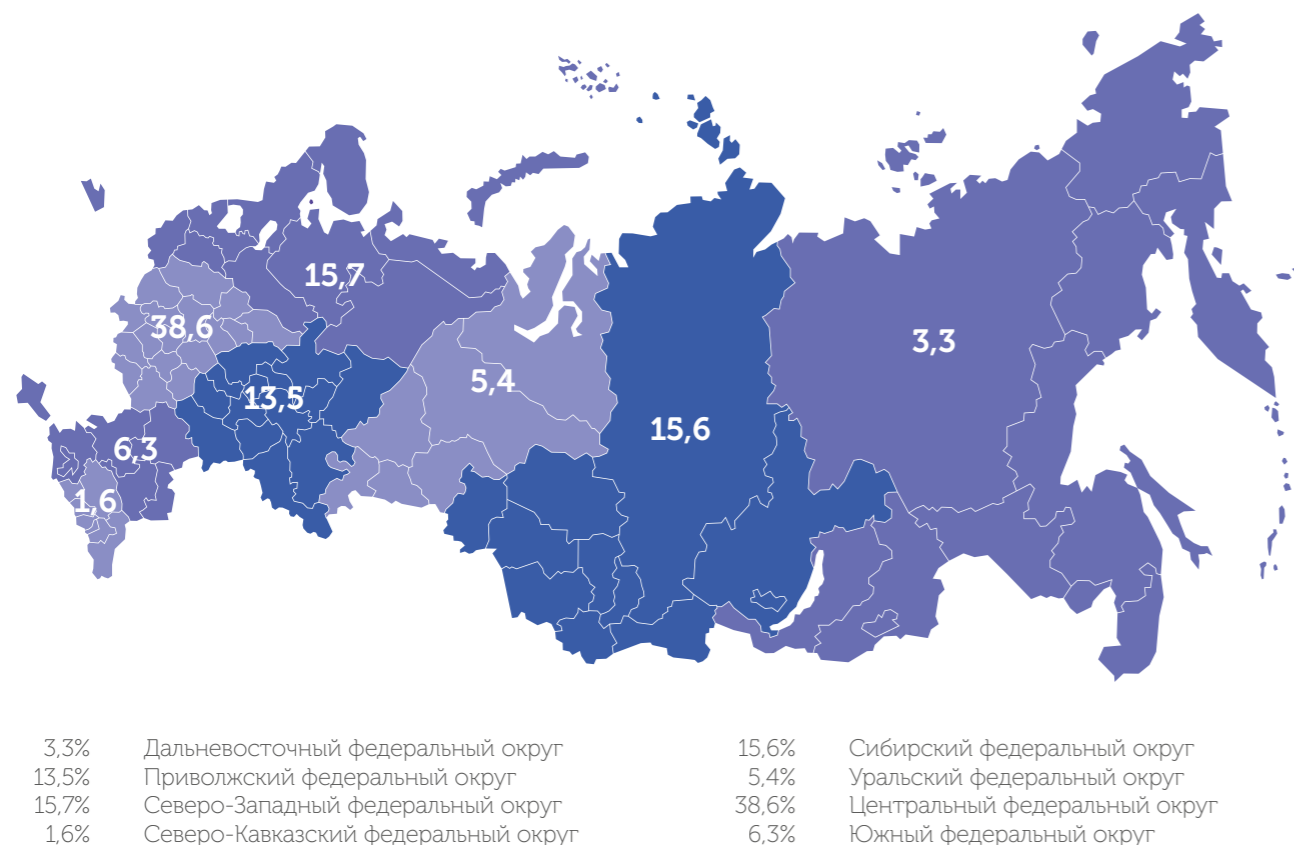 15,7
38,6
3,3
5,4
13,5
15,6
6,3
1,6
3,3% Дальневосточный федеральный округ
13,5% Приволжский федеральный округ
15,7% Северо-Западный федеральный округ
1,6% Северо-Кавказский федеральный округ
15,6% Сибирский федеральный округ
5,4% Уральский федеральный округ
38,6% Центральный федеральный округ
6,3% Южный федеральный округ